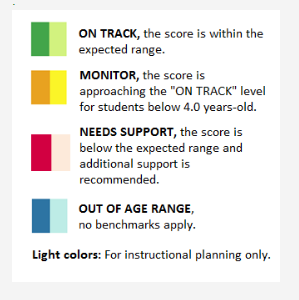 ON TRACK, the score is within the
expected range.
MONITOR, the score is
approaching the "ON TRACK" level
for students below 4.0 years-old.
NEEDS SUPPORT, the score is
below the expected range and
additional support is
recommended.
OUT OF AGE RANGE,
no benchmarks apply.
Light colors: For instructional planning only.